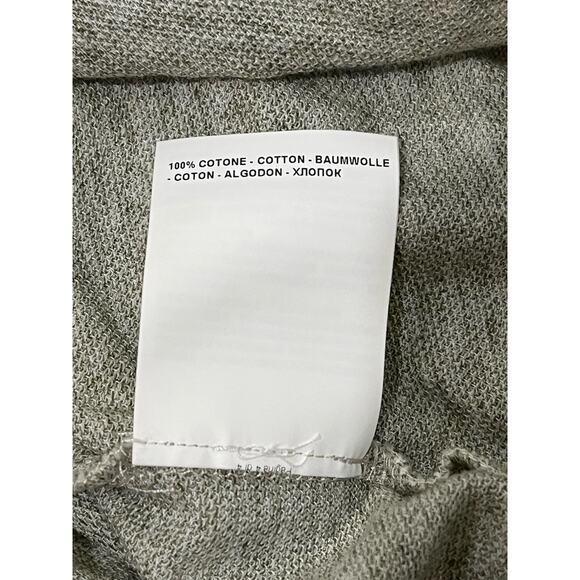 100% COTONE - COTTON - BAUMWOLLE
- COTON - ALGODON - ХЛОПОК